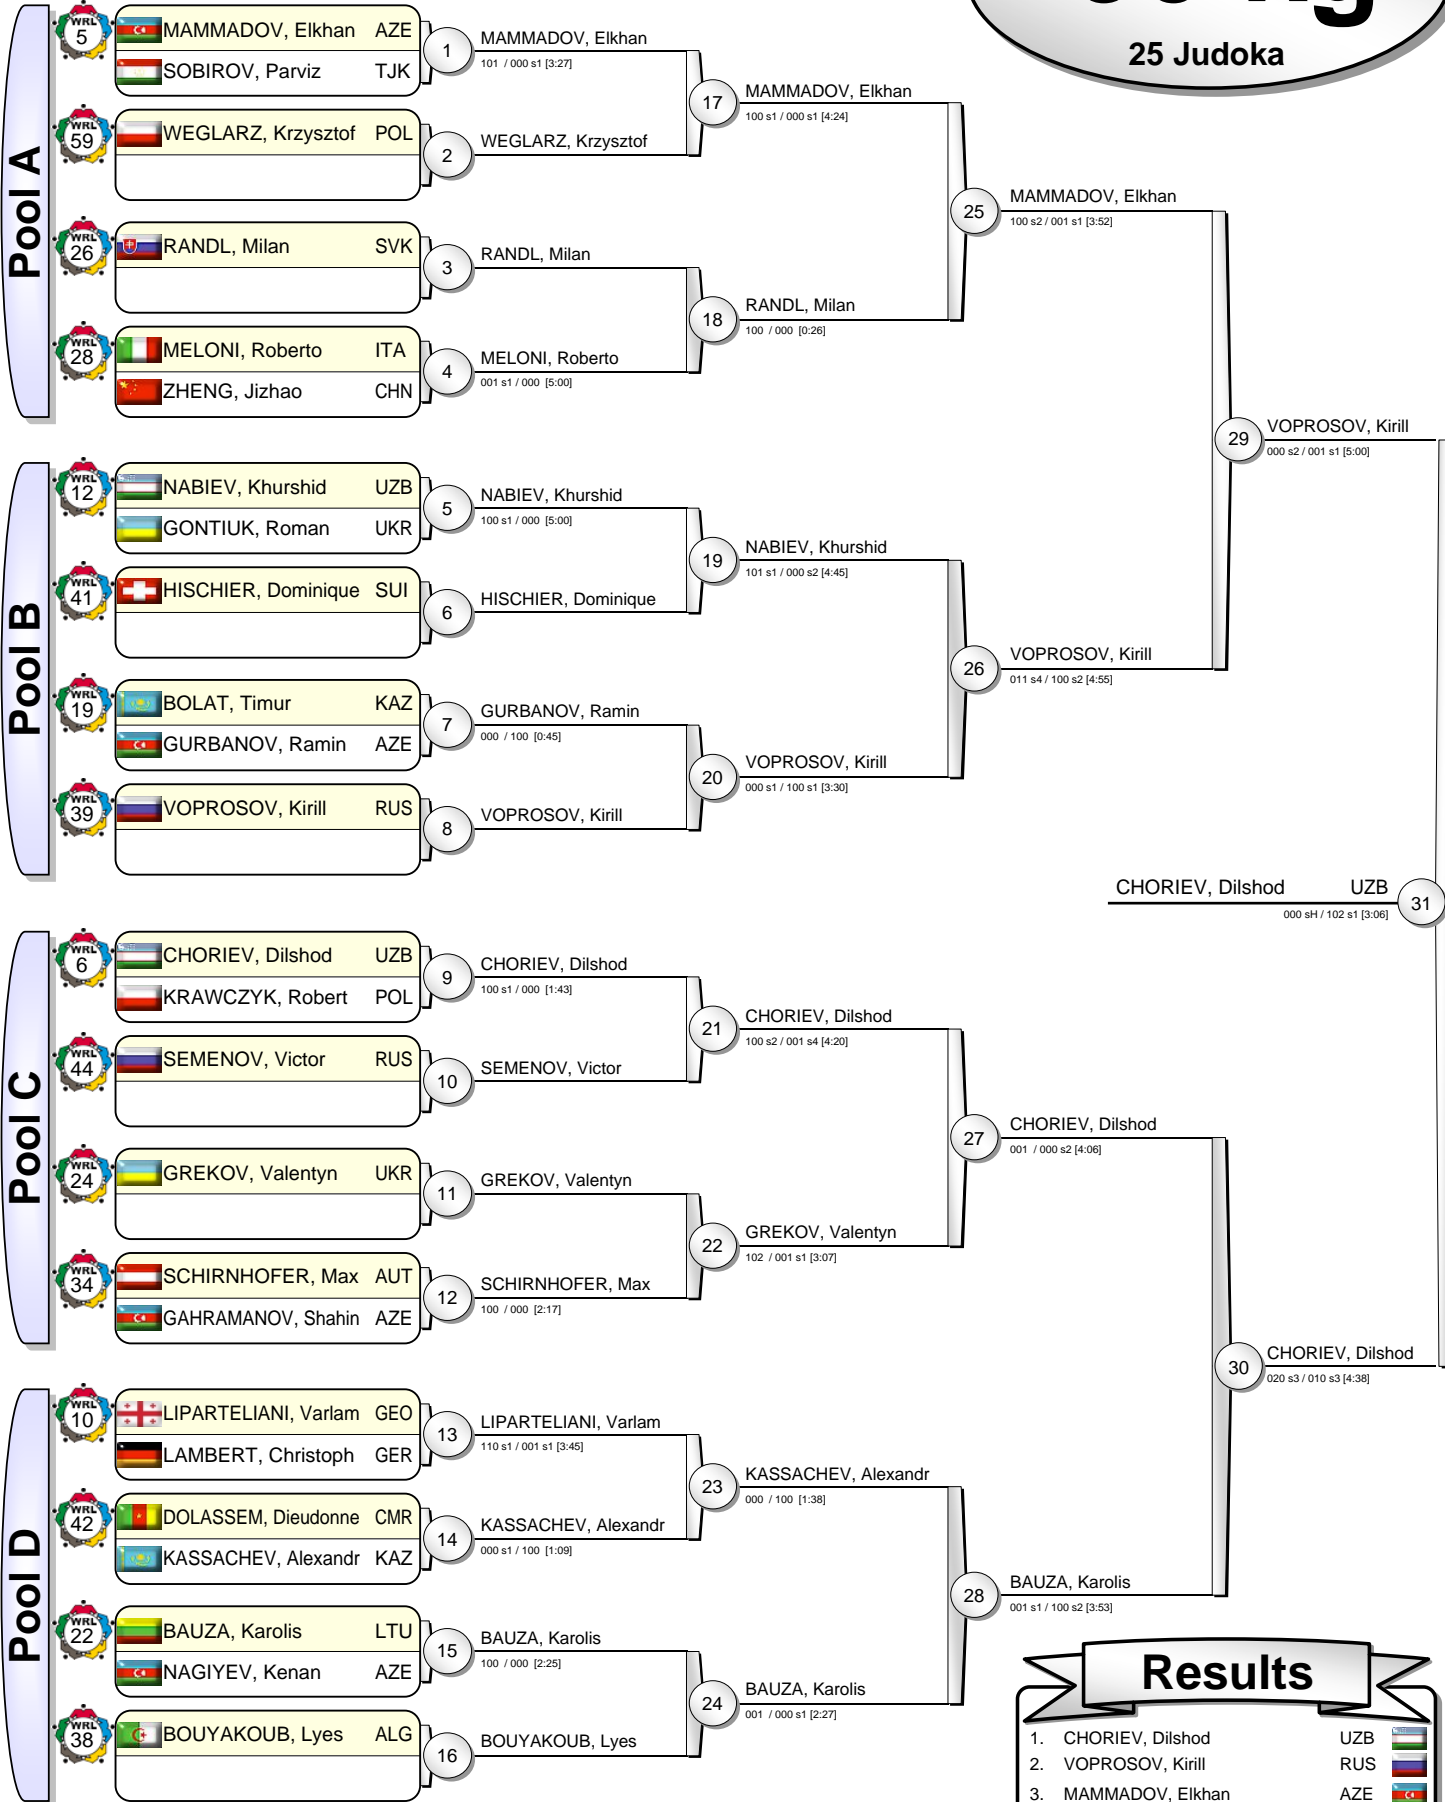 25 Judoka
Pool A
WRL 5
MAMMADOV, Elkhan AZE
SOBIROV, Parviz TJK
1
MAMMADOV, Elkhan
101 / 000 s1 [3:27]
WRL 59
WEGLARZ, Krzysztof POL
2
WEGLARZ, Krzysztof
17
MAMMADOV, Elkhan
100 s1 / 000 s1 [4:24]
WRL 26
RANDL, Milan SVK
3
RANDL, Milan
WRL 28
MELONI, Roberto ITA
ZHENG, Jizhao CHN
4
MELONI, Roberto
001 s1 / 000 [5:00]
18
RANDL, Milan
100 / 000 [0:26]
25
MAMMADOV, Elkhan
100 s2 / 001 s1 [3:52]
Pool B
WRL 12
NABIEV, Khurshid UZB
GONTIUK, Roman UKR
5
NABIEV, Khurshid
100 s1 / 000 [5:00]
WRL 41
HISCHIER, Dominique SUI
6
HISCHIER, Dominique
19
NABIEV, Khurshid
101 s1 / 000 s2 [4:45]
WRL 19
BOLAT, Timur KAZ
GURBANOV, Ramin AZE
7
GURBANOV, Ramin
000 / 100 [0:45]
WRL 39
VOPROSOV, Kirill RUS
8
VOPROSOV, Kirill
20
VOPROSOV, Kirill
000 s1 / 100 s1 [3:30]
26
VOPROSOV, Kirill
011 s4 / 100 s2 [4:55]
29
VOPROSOV, Kirill
000 s2 / 001 s1 [5:00]
CHORIEV, Dilshod UZB
000 sH / 102 s1 [3:06]
31
Pool C
WRL 6
CHORIEV, Dilshod UZB
KRAWCZYK, Robert POL
9
CHORIEV, Dilshod
100 s1 / 000 [1:43]
WRL 44
SEMENOV, Victor RUS
10
SEMENOV, Victor
21
CHORIEV, Dilshod
100 s2 / 001 s4 [4:20]
WRL 24
GREKOV, Valentyn UKR
11
GREKOV, Valentyn
WRL 34
SCHIRNHOFER, Max AUT
GAHRAMANOV, Shahin AZE
12
SCHIRNHOFER, Max
100 / 000 [2:17]
22
GREKOV, Valentyn
102 / 001 s1 [3:07]
27
CHORIEV, Dilshod
001 / 000 s2 [4:06]
Pool D
WRL 10
LIPARTELIANI, Varlam GEO
LAMBERT, Christoph GER
13
LIPARTELIANI, Varlam
110 s1 / 001 s1 [3:45]
WRL 42
DOLASSEM, Dieudonne CMR
KASSACHEV, Alexandr KAZ
14
KASSACHEV, Alexandr
000 s1 / 100 [1:09]
23
KASSACHEV, Alexandr
000 / 100 [1:38]
WRL 22
BAUZA, Karolis LTU
NAGIYEV, Kenan AZE
15
BAUZA, Karolis
100 / 000 [2:25]
WRL 38
BOUYAKOUB, Lyes ALG
16
BOUYAKOUB, Lyes
24
BAUZA, Karolis
001 / 000 s1 [2:27]
28
BAUZA, Karolis
001 s1 / 100 s2 [3:53]
30
CHORIEV, Dilshod
020 s3 / 010 s3 [4:38]
Results
1. CHORIEV, Dilshod UZB
2. VOPROSOV, Kirill RUS
3. MAMMADOV, Elkhan AZE